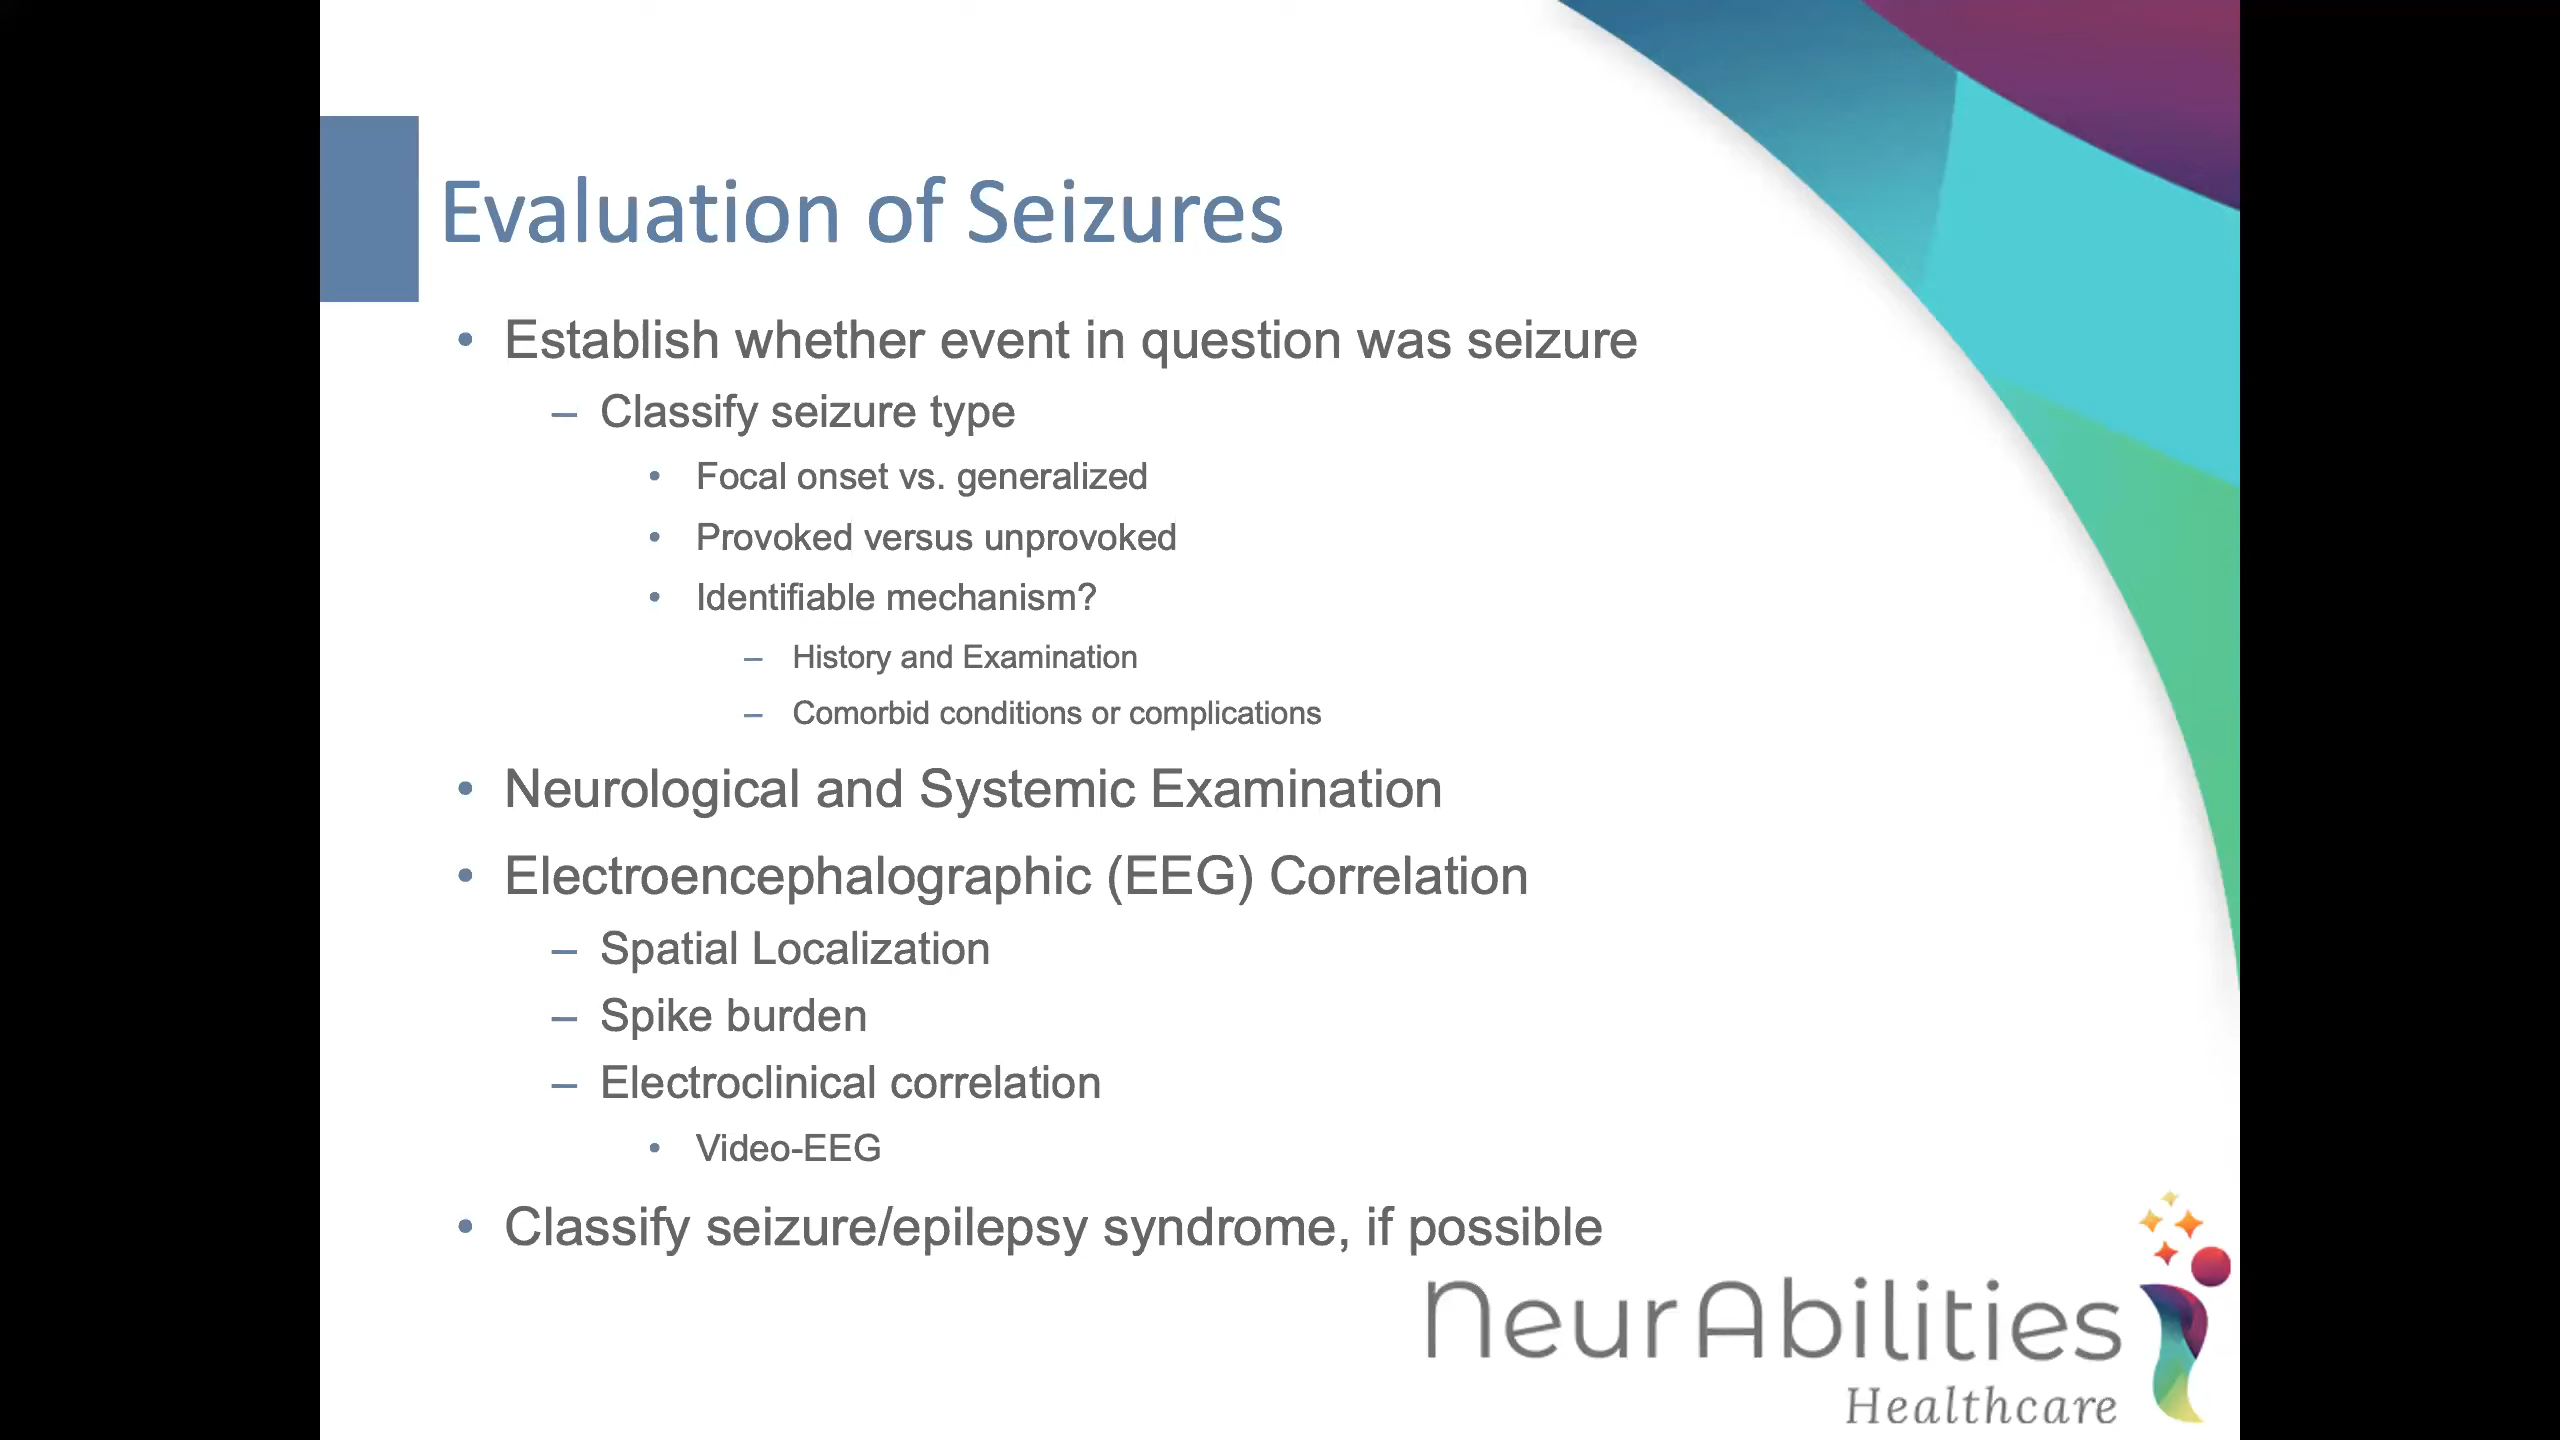 Evaluation of Seizures
• Establish whether event in question was seizure
– Classify seizure type
• Focal onset vs. generalized
• Provoked versus unprovoked
• Identifiable mechanism?
– History and Examination
– Comorbid conditions or complications
• Neurological and Systemic Examination
• Electroencephalographic (EEG) Correlation
– Spatial Localization
– Spike burden
– Electroclinical correlation
• Video-EEG
• Classify seizure/epilepsy syndrome, if possible
NeurAbilities
Healthcare